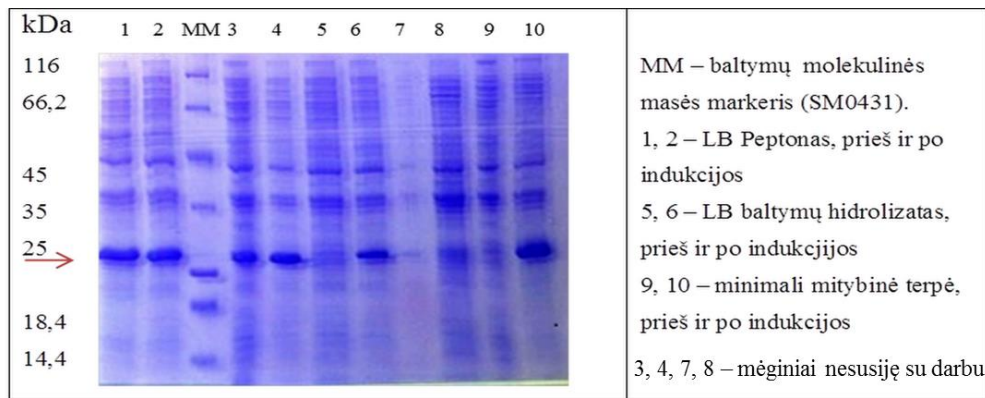 kDa
1 2 MM 3 4 5 6 7 8 9 10
116
66,2
45
35
25
18,4
14,4
MM – baltymų molekulinės
masės markeris (SM0431).
1, 2 – LB Peptonas, prieš ir po
indukcijos
5, 6 – LB baltymų hidrolizatas,
prieš ir po indukcjijos
9, 10 – minimali mitybinė terpė,
prieš ir po indukcijos
3, 4, 7, 8 – mėginiai nesusiję su darbu